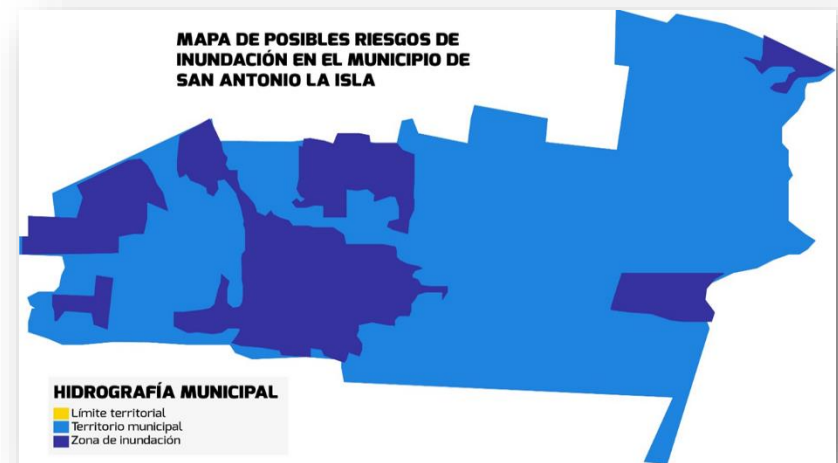 MAPA DE POSIBLES RIESGOS DE
INUNDACIÓN EN EL MUNICIPIO DE
SAN ANTONIO LA ISLA
HIDROGRAFÍA MUNICIPAL
Límite territorial
Territorio municipal
Zona de inundación